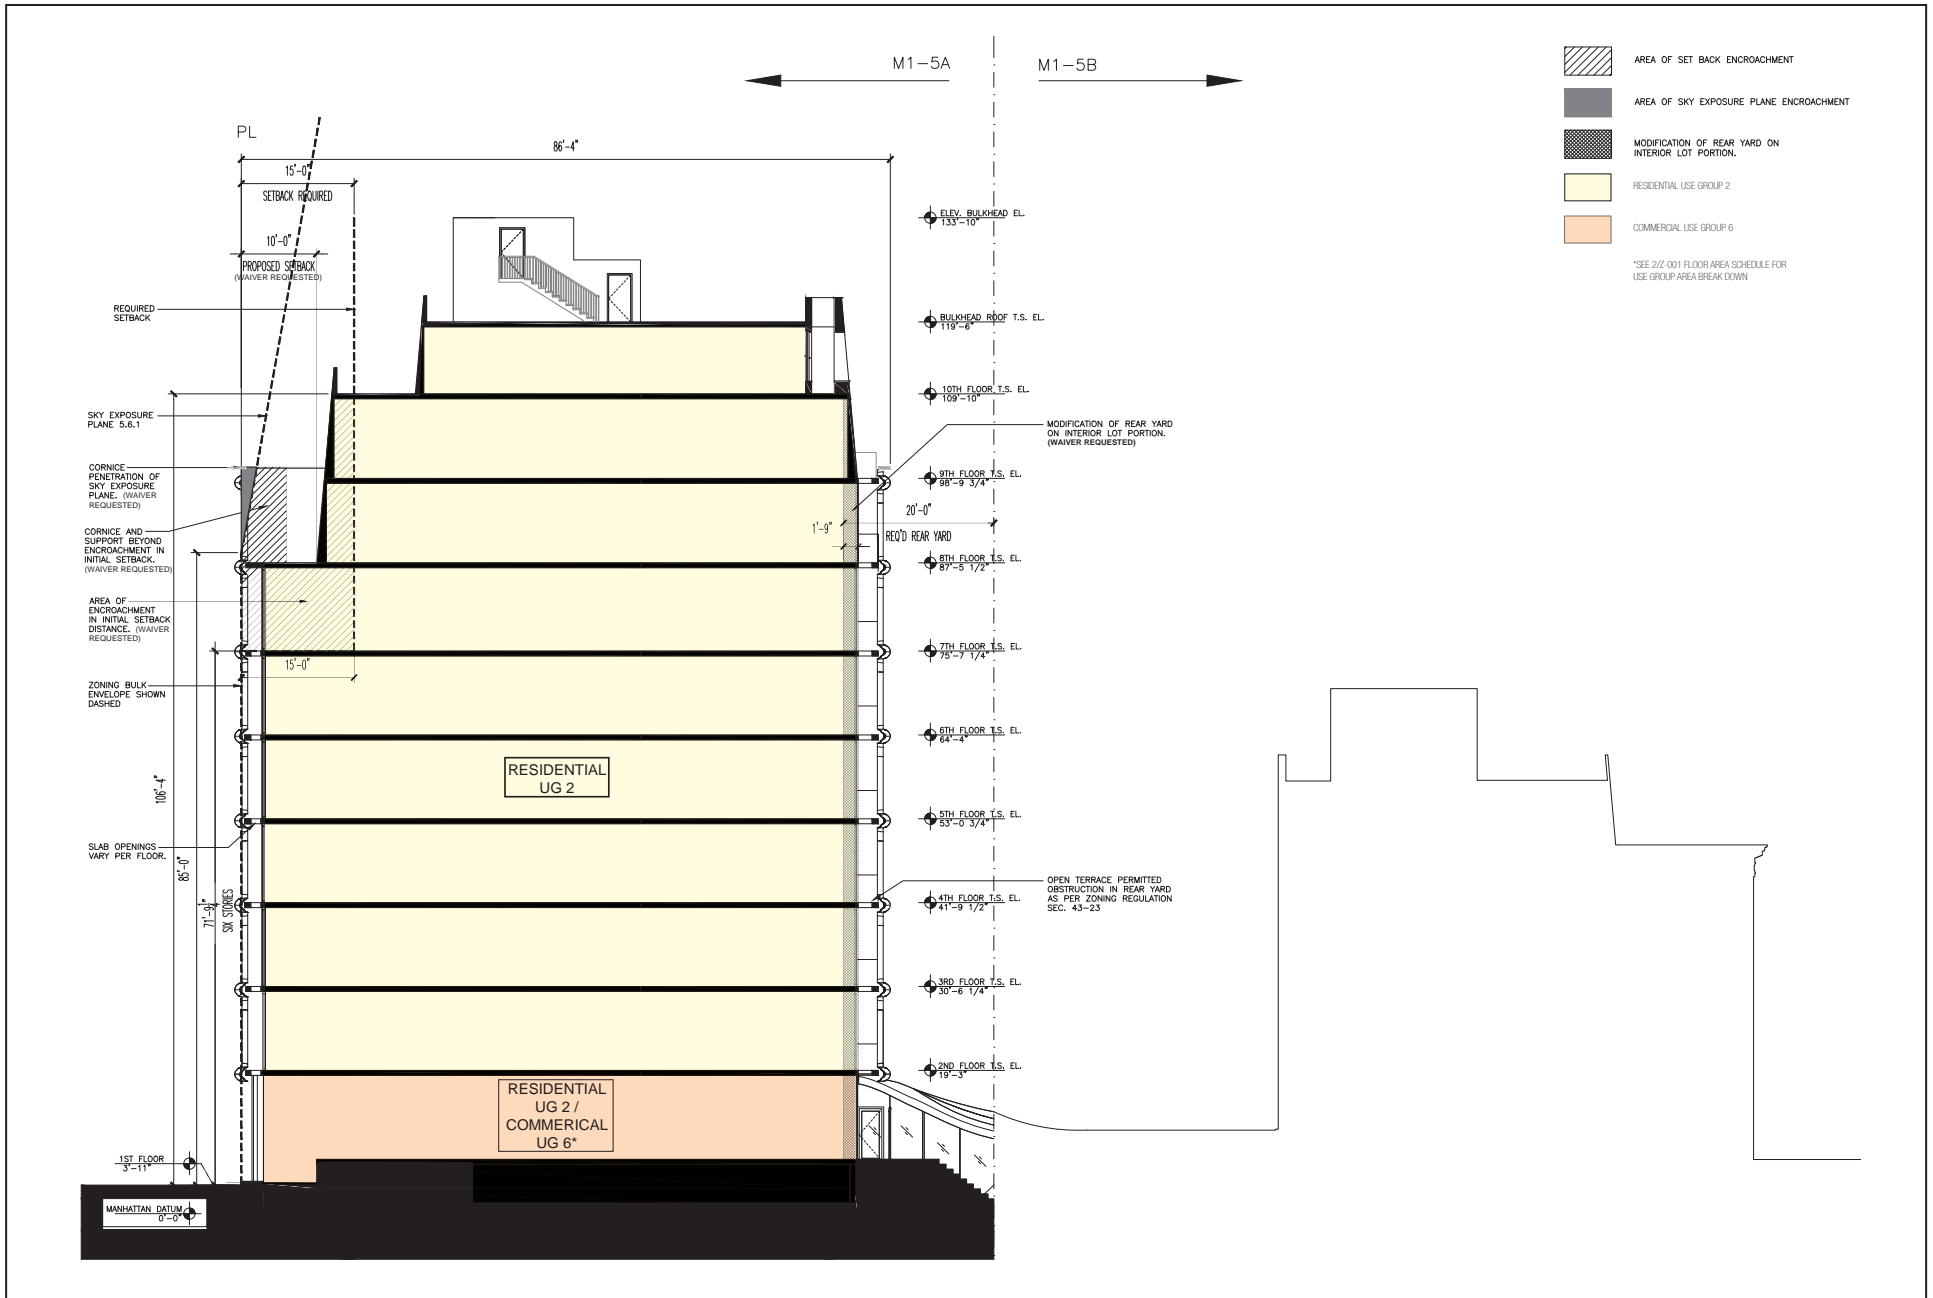 M1-5A
M1-5B
AREA OF SET BACK ENCROACHMENT
AREA OF SKY EXPOSURE PLANE ENCROACHMENT
MODIFICATION OF REAR YARD ON
INTERIOR LOT PORTION.
RESIDENTIAL USE GROUP 2
COMMERCIAL USE GROUP 6
*SEE 2/Z-001 FLOOR AREA SCHEDULE FOR
USE GROUP AREA BREAK DOWN
PL
86'-4"
15'-0"
SETBACK REQUIRED
10'-0"
PROPOSED SETBACK
(WAIVER REQUESTED)
REQUIRED
SETBACK
SKY EXPOSURE
PLANE 5.6.1
CORNICE
PENETRATION OF
SKY EXPOSURE
PLANE. (WAIVER
REQUESTED)
CORNICE AND
SUPPORT BEYOND
ENCROACHMENT IN
INITIAL SETBACK.
(WAIVER REQUESTED)
AREA OF
ENCROACHMENT
IN INITIAL SETBACK
DISTANCE. (WAIVER
REQUESTED)
15'-0"
ZONING BULK
ENVELOPE SHOWN
DASHED
106'-4"
85'-0"
71'-9 1/4"
SIX STORIES
SLAB OPENINGS
VARY PER FLOOR.
1ST FLOOR
3'-11"
MANHATTAN DATUM
0'-0"
RESIDENTIAL
UG 2
RESIDENTIAL
UG 2 /
COMMERICAL
UG 6*
ELEV. BULKHEAD EL.
133'-10"
BULKHEAD ROOF T.S. EL.
119'-6"
10TH FLOOR T.S. EL.
109'-10"
MODIFICATION OF REAR YARD
ON INTERIOR LOT PORTION.
(WAIVER REQUESTED)
9TH FLOOR T.S. EL.
98'-9 3/4"
20'-0"
1'-9"
REQ'D REAR YARD
8TH FLOOR T.S. EL.
87'-5 1/2"
7TH FLOOR T.S. EL.
75'-7 1/4"
6TH FLOOR T.S. EL.
64'-4"
5TH FLOOR T.S. EL.
53'-0 3/4"
OPEN TERRACE PERMITTED
OBSTRUCTION IN REAR YARD
AS PER ZONING REGULATION
SEC. 43-23
4TH FLOOR T.S. EL.
41'-9 1/2"
3RD FLOOR T.S. EL.
30'-6 1/4"
2ND FLOOR T.S. EL.
19'-3"